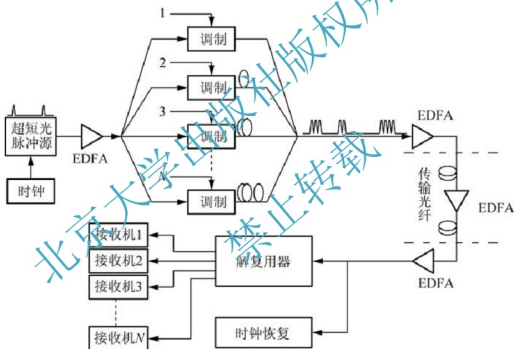 1
调制
2
调制
3
调制
调制
超短光
脉冲源
时钟
EDFA
EDFA
传输光纤
EDFA
EDFA
接收机1
接收机2
接收机3
接收机N
解复用器
时钟恢复
北京大学出版社版权所
禁止转载